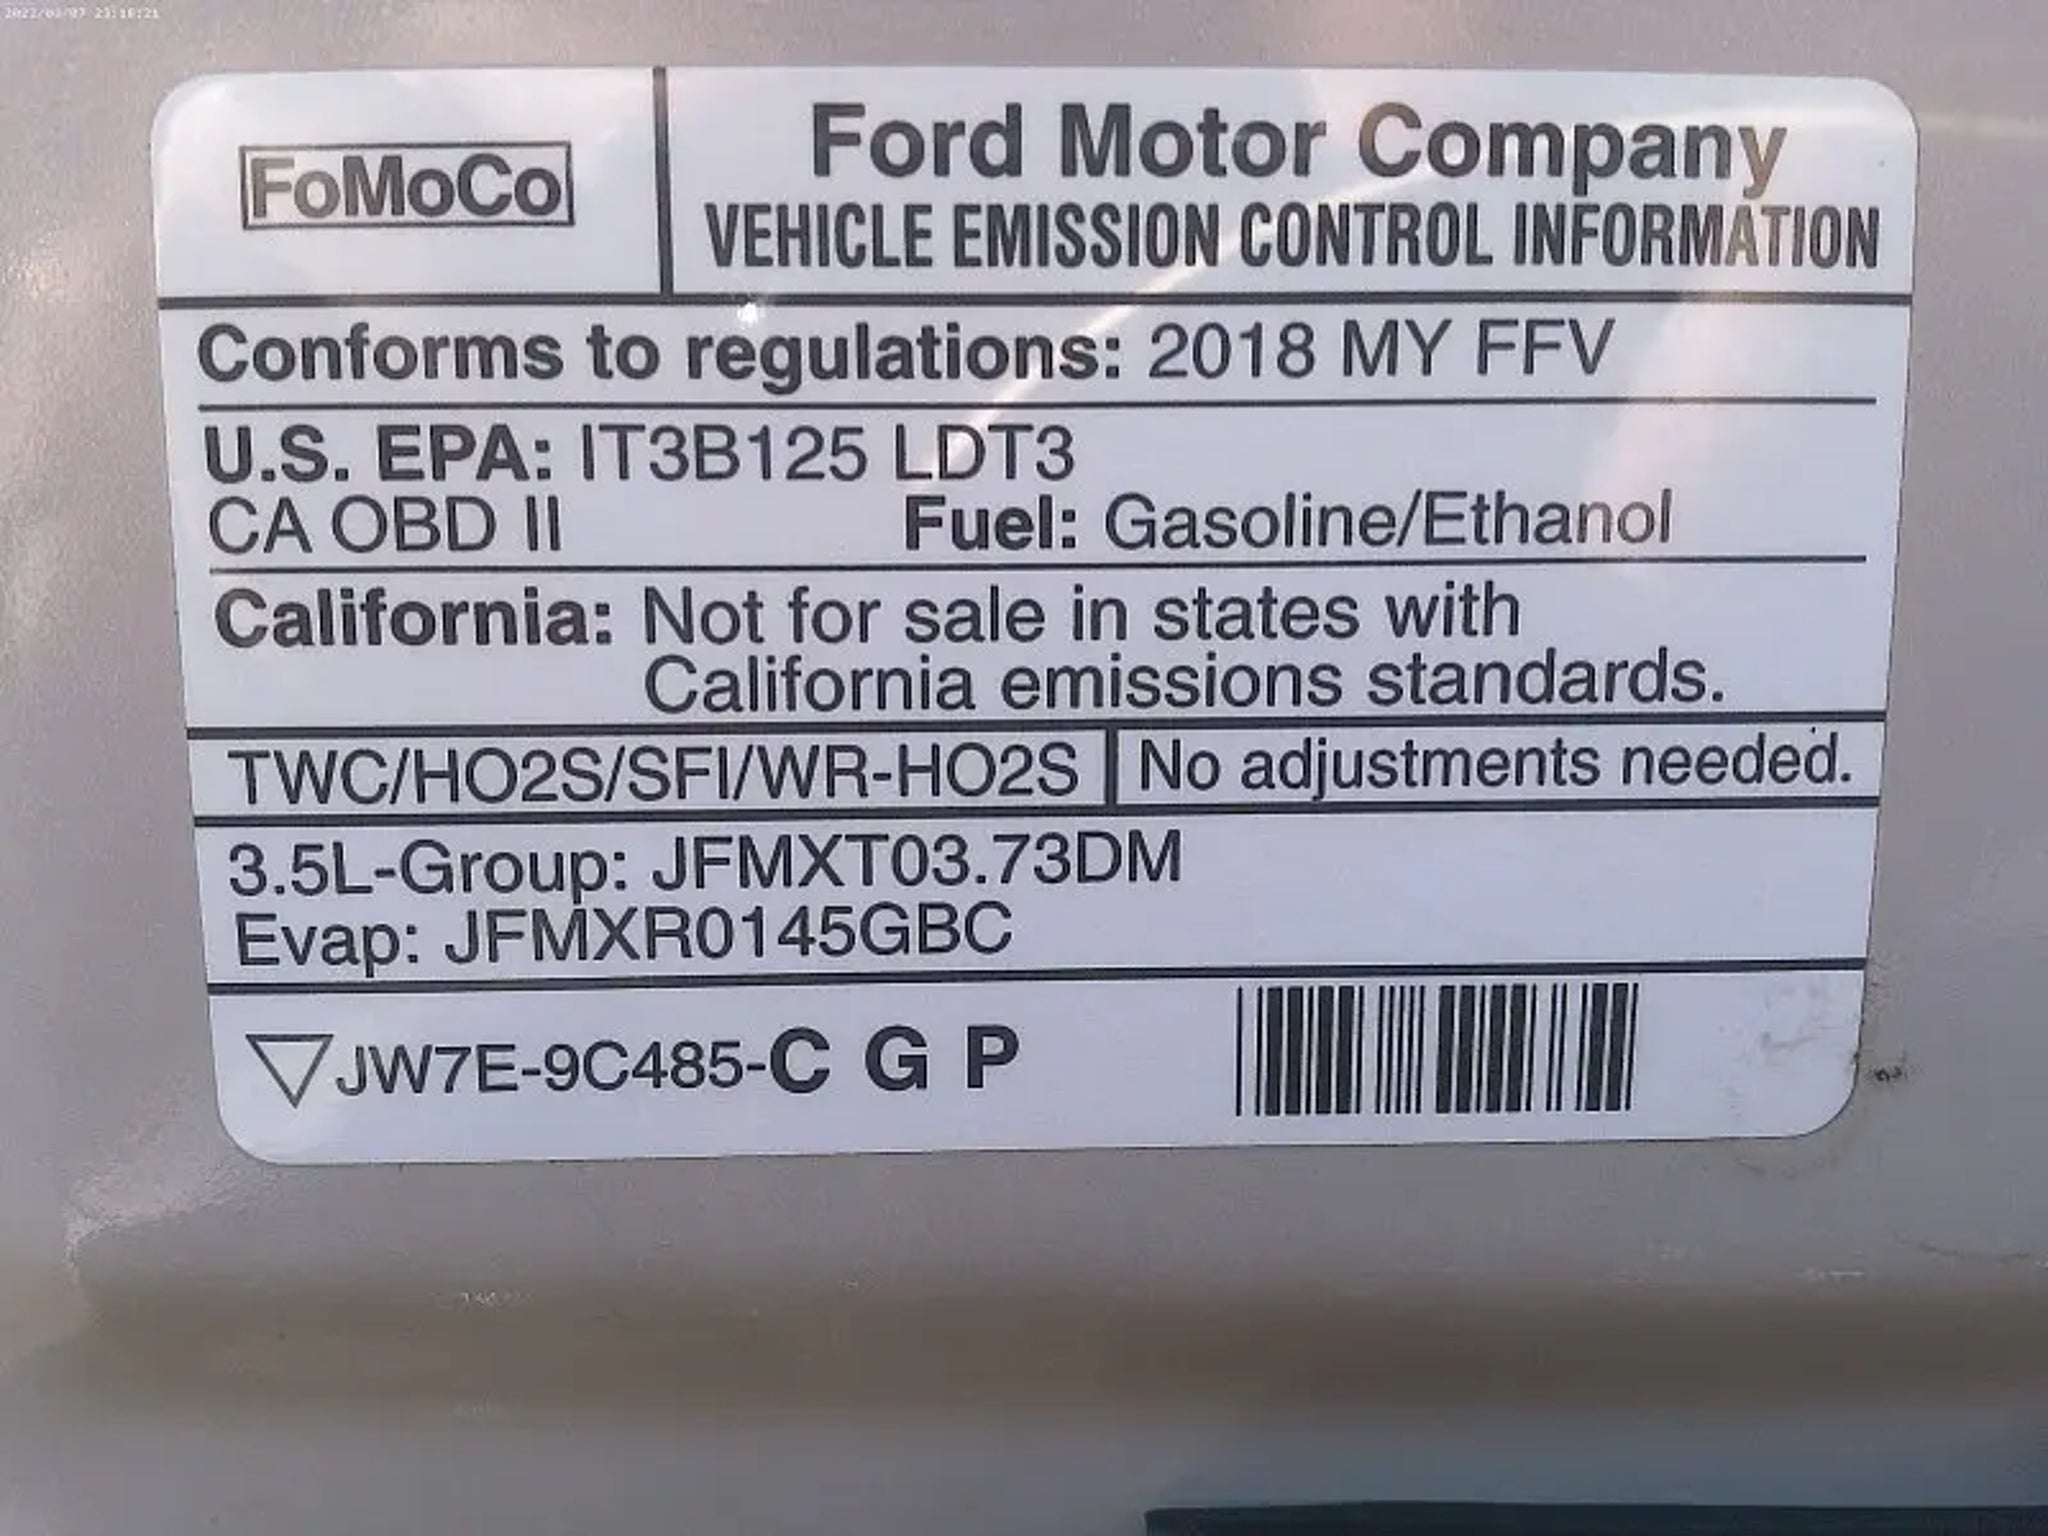 FoMoCo
Ford Motor Company
VEHICLE EMISSION CONTROL INFORMATION
Conforms to regulations: 2018 MY FFV
U.S. EPA: IT3B125 LDT3
CA OBD II Fuel: Gasoline/Ethanol
California: Not for sale in states with
California emissions standards.
TWC/HO2S/SFI/WR-HO2S No adjustments needed.
3.5L-Group: JFMXT03.73DM
Evap: JFMXR0145GBC
JW7E-9C485-C G P